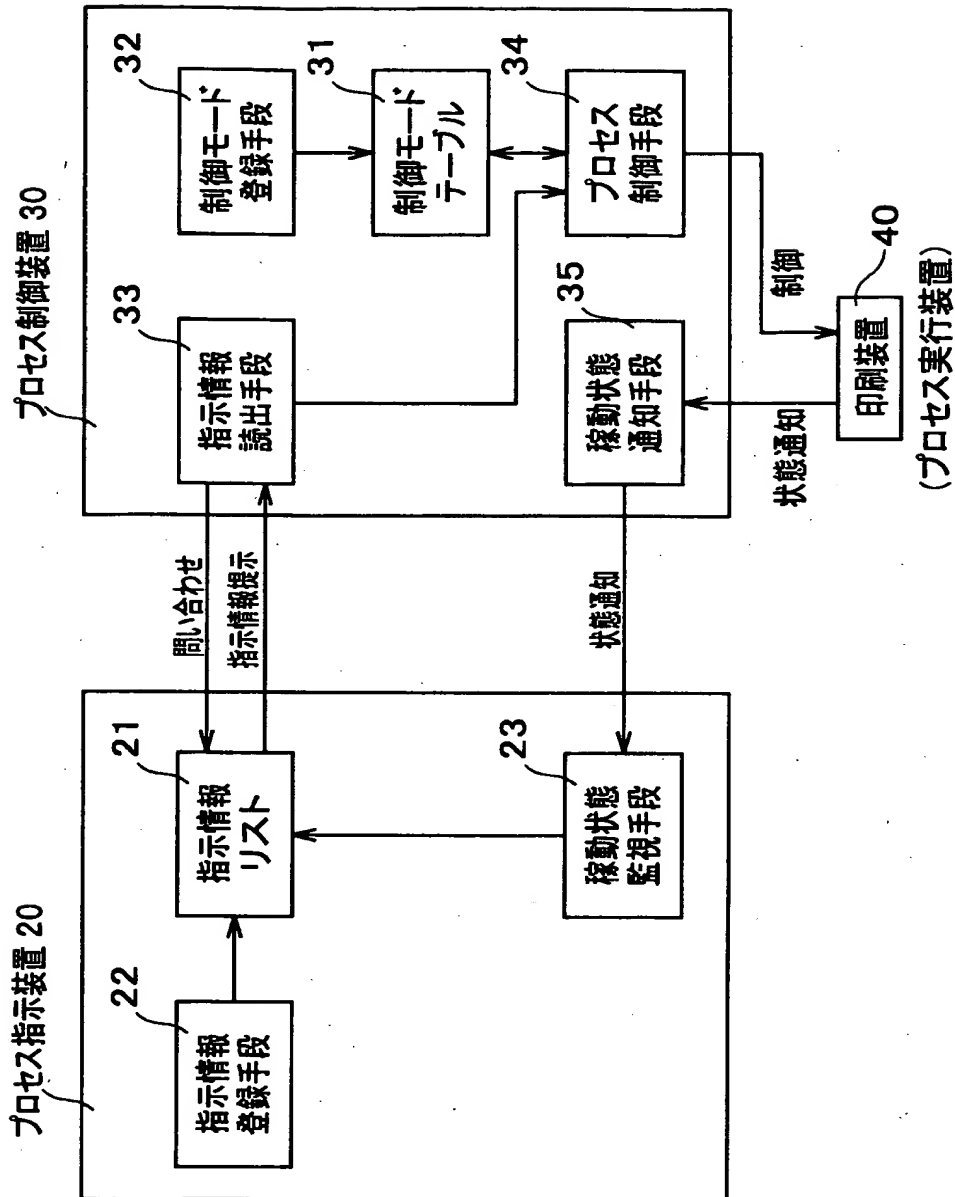 プロセス指示装置 20
22
指示情報
登録手段
21
指示情報
リスト
23
稼動状態
監視手段
問い合わせ
指示情報提示
状態通知
プロセス制御装置 30
33
指示情報
読出手段
32
制御モード
登録手段
31
制御モード
テーブル
34
プロセス
制御手段
35
稼動状態
通知手段
状態通知
制御
40
印刷装置
(プロセス実行装置)